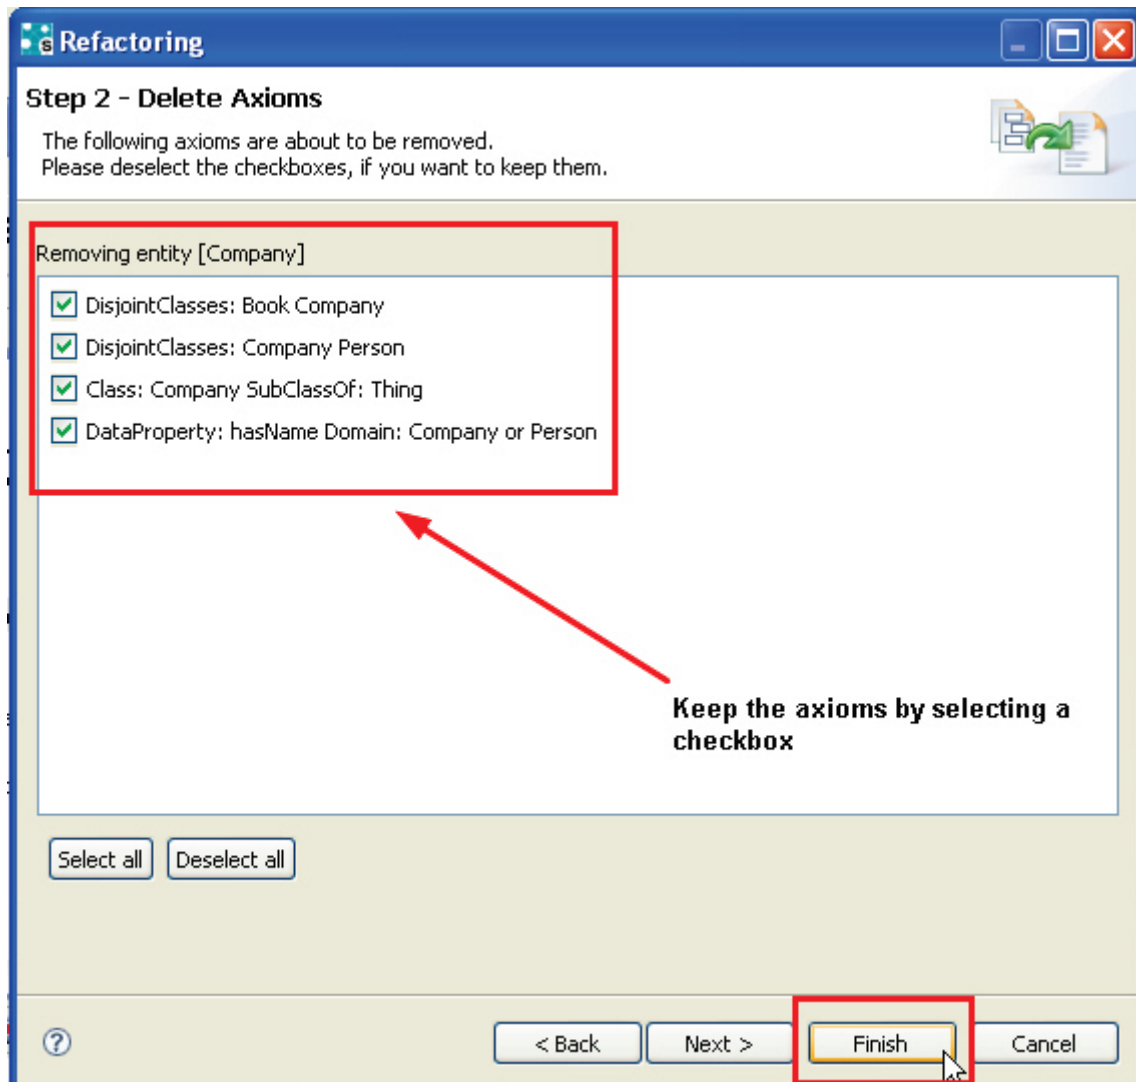 Refactoring
Step 2 - Delete Axioms
The following axioms are about to be removed.
Please deselect the checkboxes, if you want to keep them.
Removing entity [Company]
DisjointClasses: Book Company
DisjointClasses: Company Person
Class: Company SubClassOf: Thing
DataProperty: hasName Domain: Company or Person
Keep the axioms by selecting a
checkbox
Select all Deselect all
? < Back Next > Finish Cancel